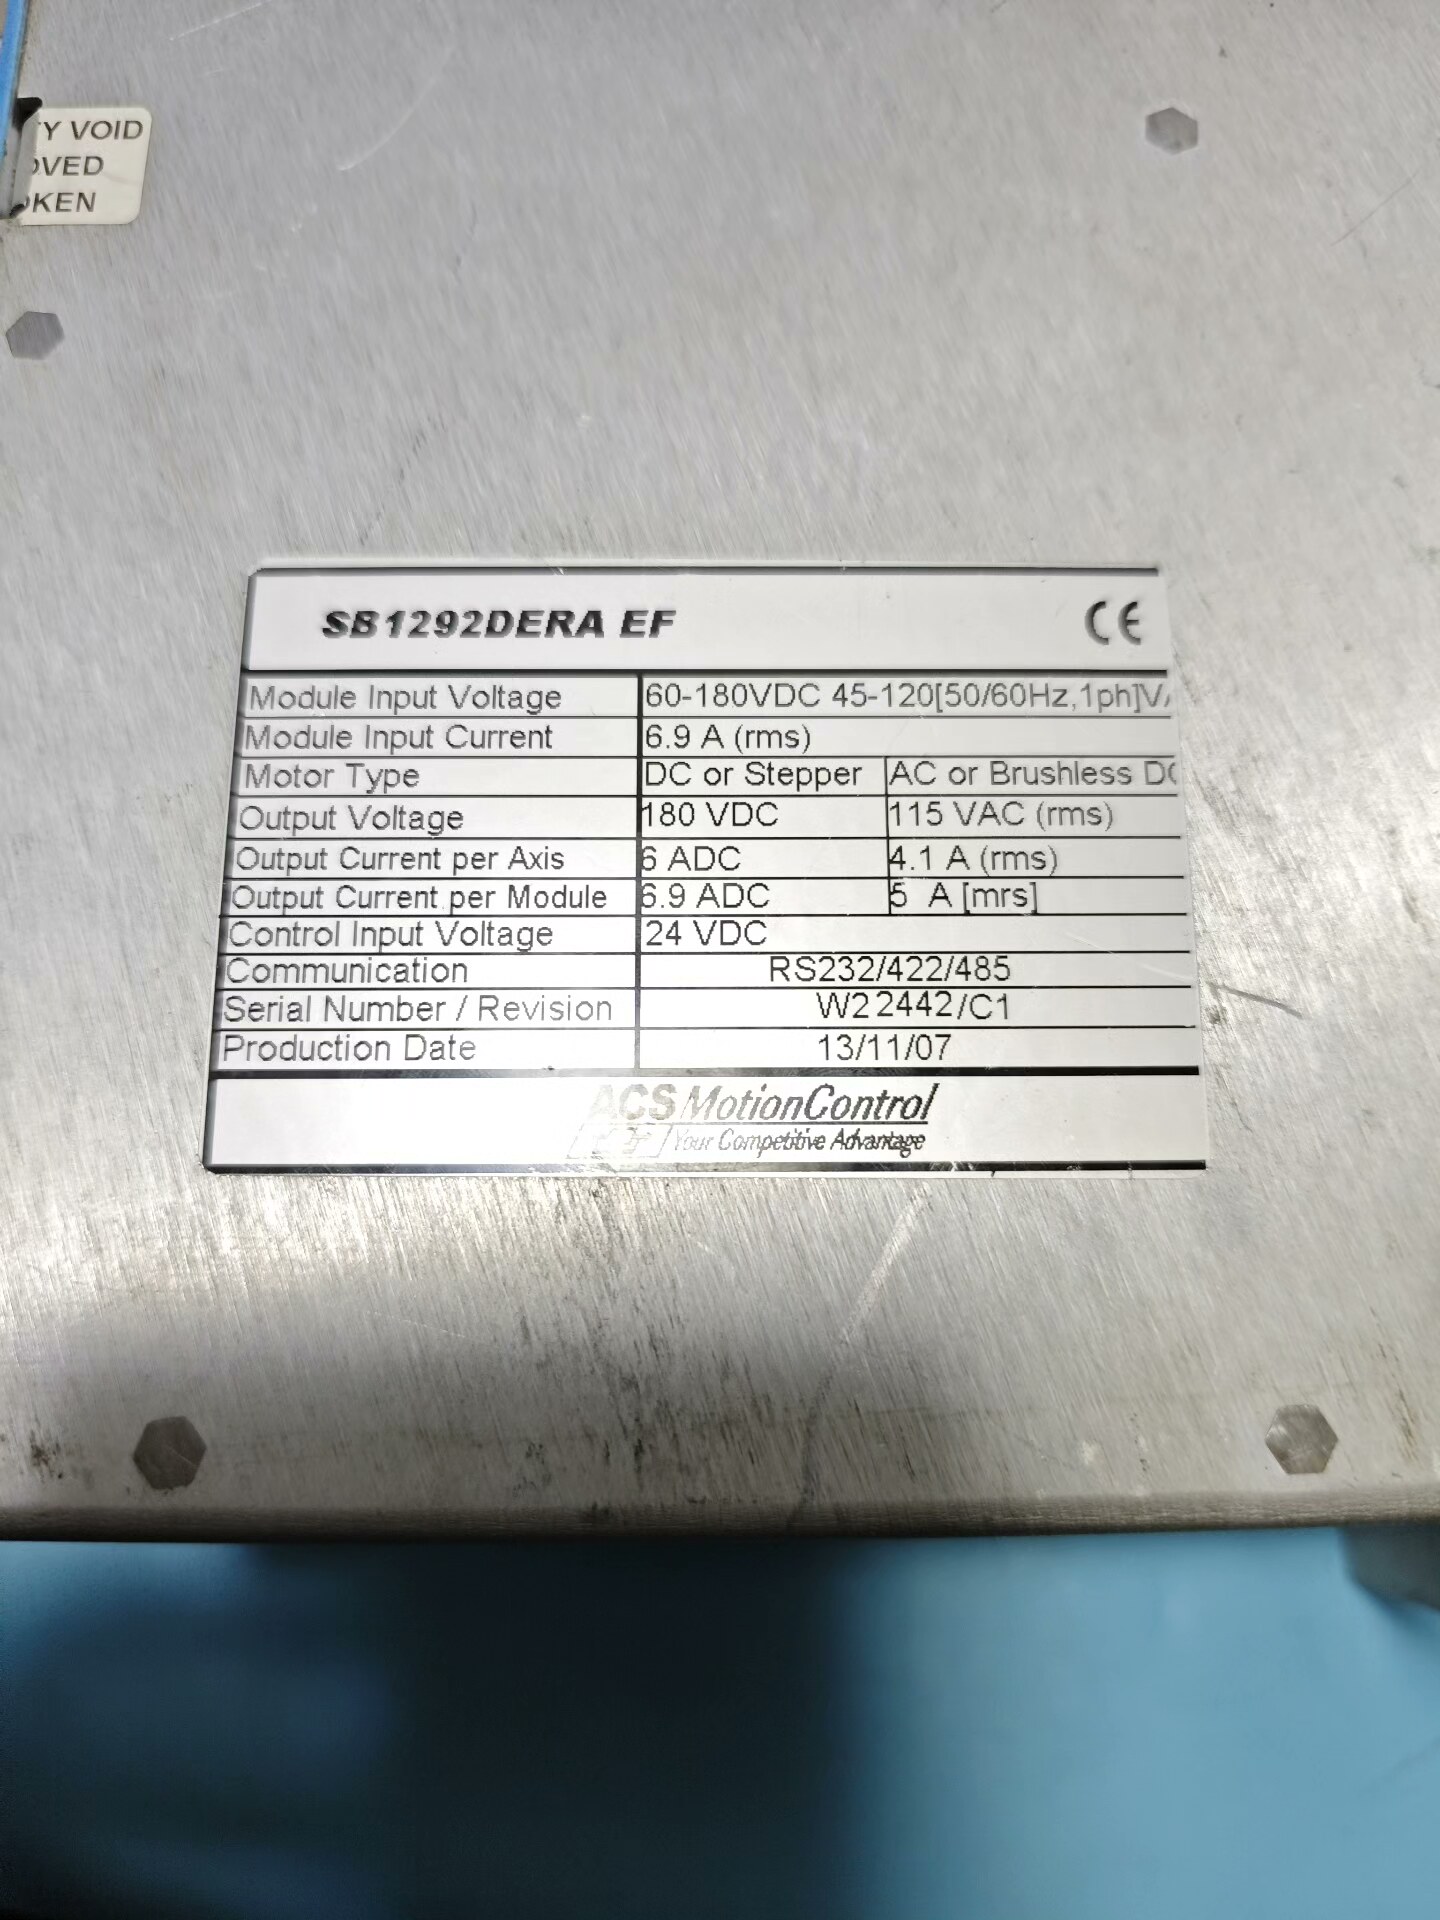 TY VOID
OVED
OKEN
SB1292DERA EF CE
Module Input Voltage 60-180VDC 45-120[50/60Hz,1ph]V
Module Input Current 6.9 A (rms)
Motor Type DC or Stepper AC or Brushless DC
Output Voltage 180 VDC 115 VAC (rms)
Output Current per Axis 6 ADC 4.1 A (rms)
Output Current per Module 6.9 ADC 5 A [mrs]
Control Input Voltage 24 VDC
Communication RS232/422/485
Serial Number / Revision W22442/C1
Production Date 13/11/07
ACS MotionControl
Your Competitive Advantage